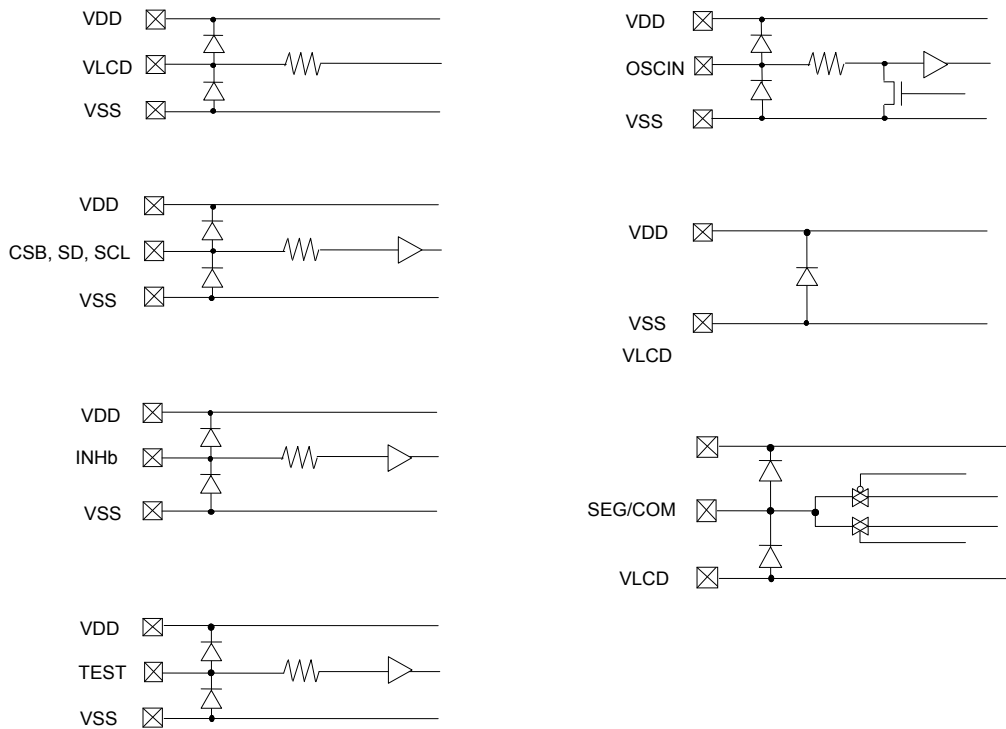 VDD
VLCD
VSS
VDD
CSB, SD, SCL
VSS
VDD
INHb
VSS
VDD
TEST
VSS
VDD
OSCIN
VSS
VDD
VSS
VLCD
SEG/COM
VLCD